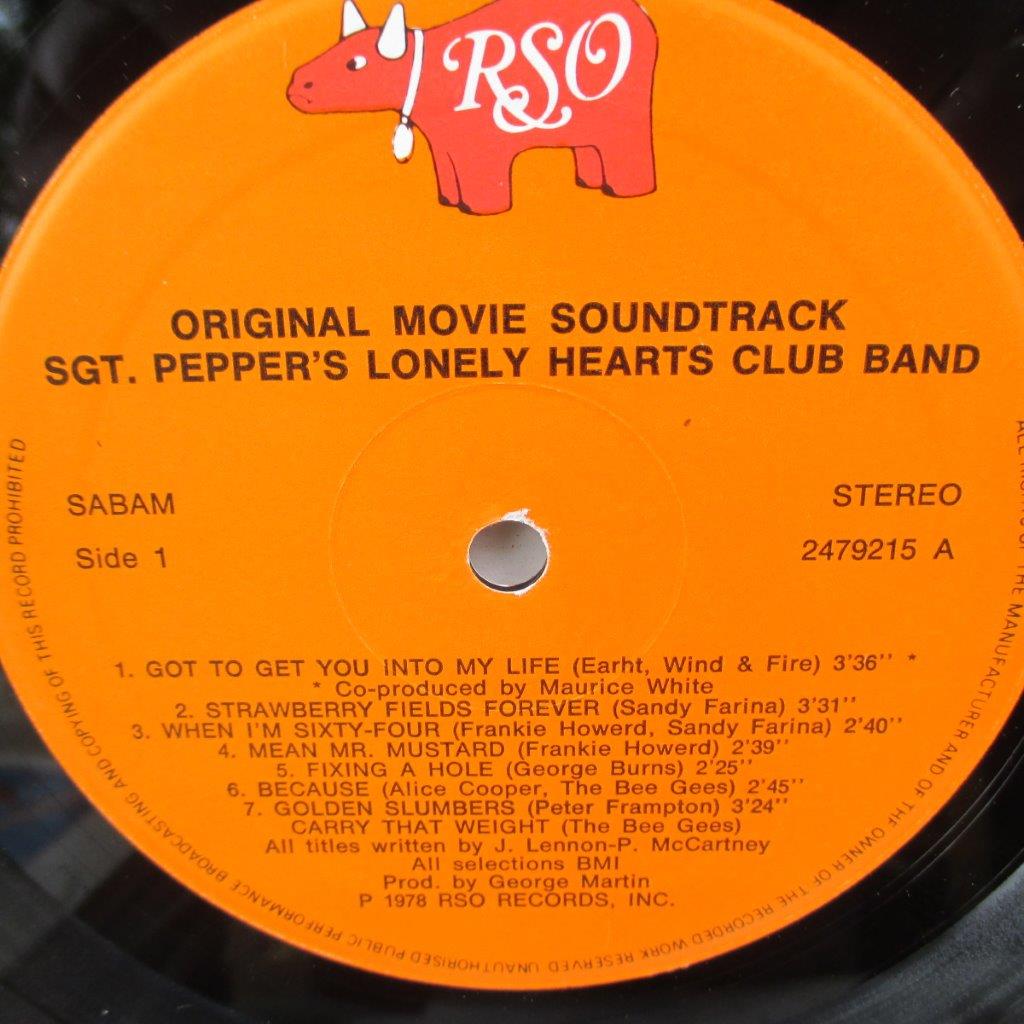 RSO
ORIGINAL MOVIE SOUNDTRACK
SGT. PEPPER'S LONELY HEARTS CLUB BAND
SABAM
STEREO
Side 1
2479215 A
1. GOT TO GET YOU INTO MY LIFE (Earht, Wind & Fire) 3'36'' *
* Co-produced by Maurice White
2. STRAWBERRY FIELDS FOREVER (Sandy Farina) 3'31''
3. WHEN I'M SIXTY-FOUR (Frankie Howerd, Sandy Farina) 2'40''
4. MEAN MR. MUSTARD (Frankie Howerd) 2'39''
5. FIXING A HOLE (George Burns) 2'25''
6. BECAUSE (Alice Cooper, The Bee Gees) 2'45''
7. GOLDEN SLUMBERS (Peter Frampton) 3'24''
CARRY THAT WEIGHT (The Bee Gees)
All titles written by J. Lennon-P. McCartney
All selections BMI
Prod. by George Martin
P 1978 RSO RECORDS, INC.
ALL OF THE MANUFACTURER AND OF THE OWNER OF THE RECORDED WORK RESERVED UNAUTHORISED PUBLIC PERFORMANCE BROADCASTING AND COPYING OF THIS RECORD PROHIBITED